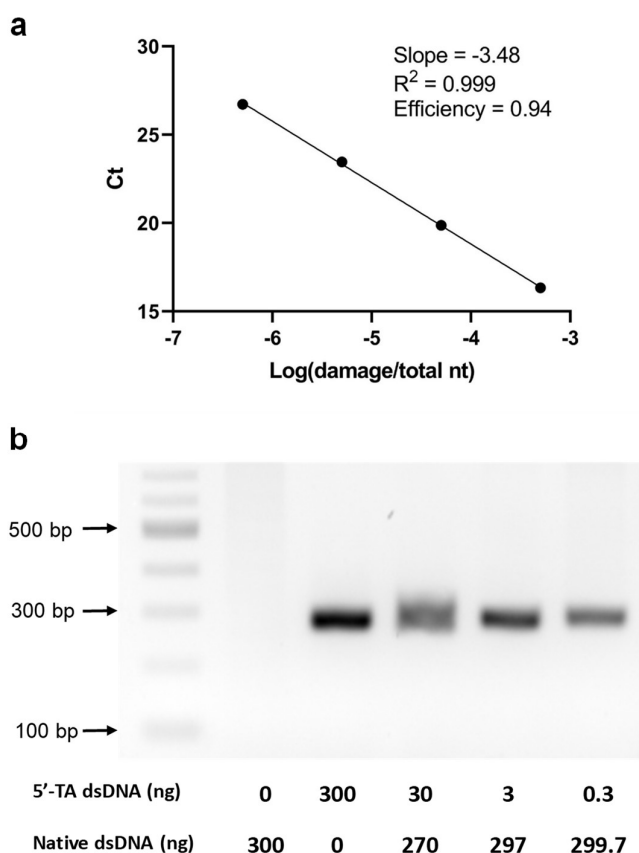 a
30
25
20
15
Ct
Slope = -3.48
R² = 0.999
Efficiency = 0.94
-7 -6 -5 -4 -3
Log(damage/total nt)
b
500 bp
300 bp
100 bp
5'-TA dsDNA (ng) 0 300 30 3 0.3
Native dsDNA (ng) 300 0 270 297 299.7